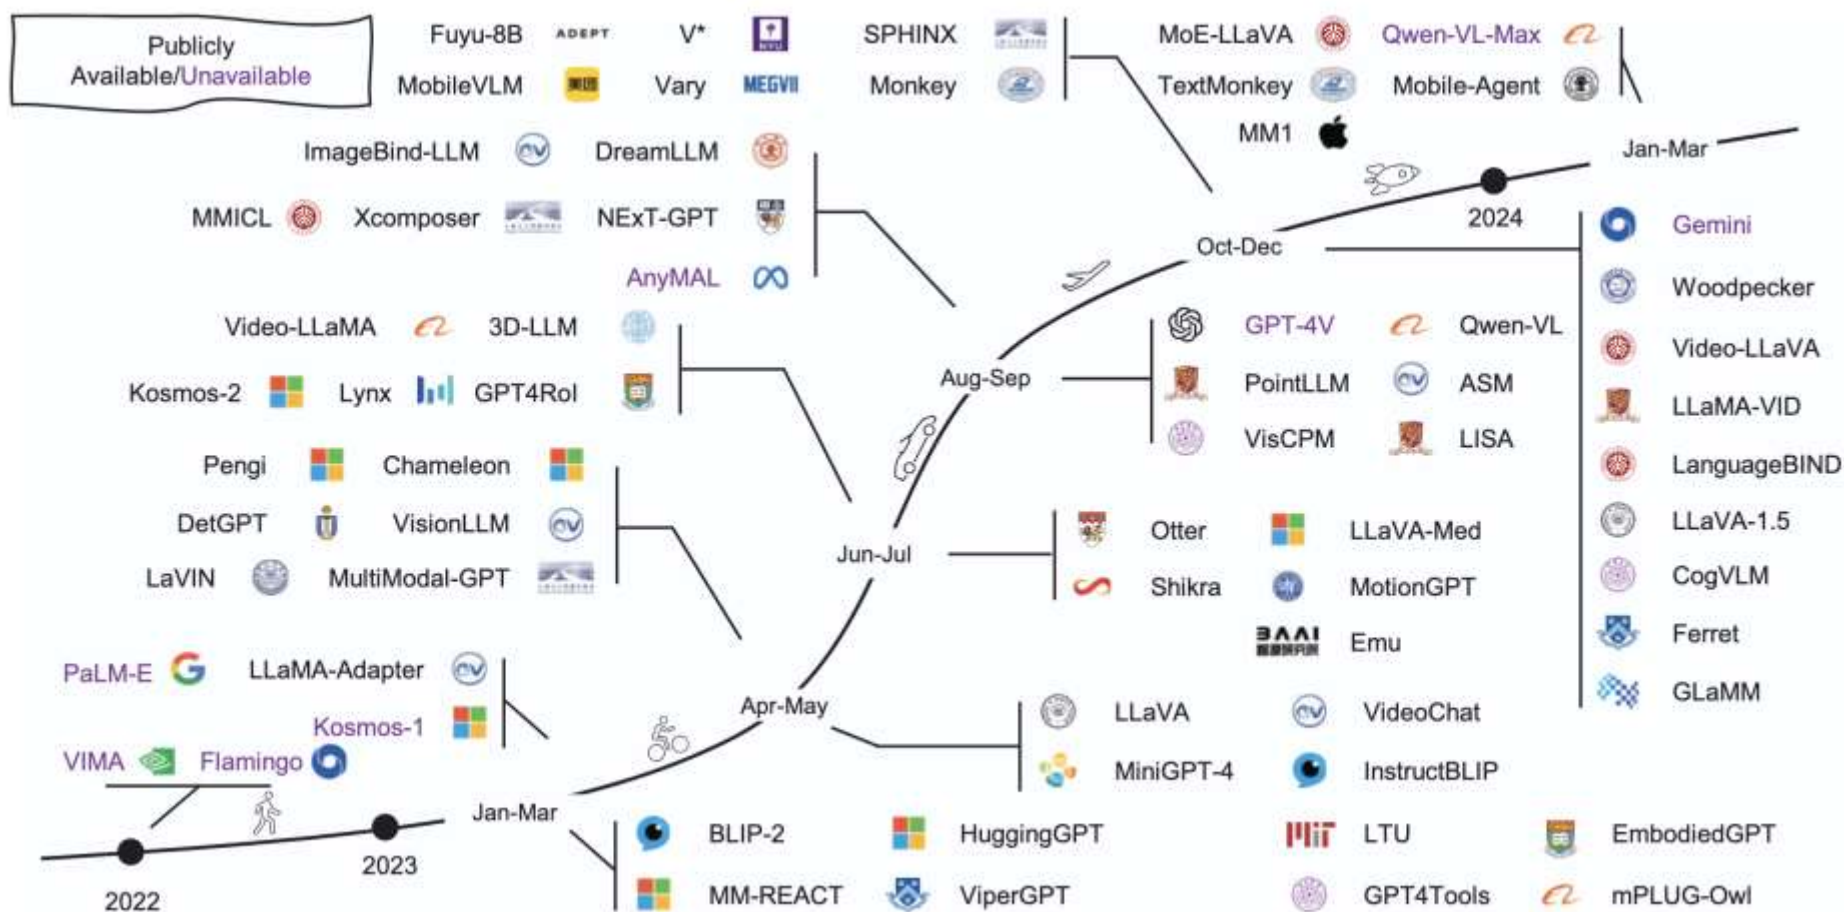 Publicly
Available/Unavailable
Fuyu-8B ADEPT V* NYU SPHINX
MobileVLM 美团 Vary MEGVII Monkey
MoE-LLaVA Qwen-VL-Max
TextMonkey Mobile-Agent
MM1
ImageBind-LLM DreamLLM
MMICL Xcomposer NExT-GPT
AnyMAL
Video-LLaMA 3D-LLM
Kosmos-2 Lynx GPT4RoI
Pengi Chameleon
DetGPT VisionLLM
LaVIN MultiModal-GPT
PaLM-E LLaMA-Adapter
Kosmos-1
VIMA Flamingo
2022
2023
Jan-Mar
Apr-May
Jun-Jul
Aug-Sep
Oct-Dec
2024
Jan-Mar
Gemini
Woodpecker
Video-LLaVA
LLaMA-VID
LanguageBIND
LLaVA-1.5
CogVLM
Ferret
GLaMM
GPT-4V Qwen-VL
PointLLM ASM
VisCPM LISA
Otter LLaVA-Med
Shikra MotionGPT
BAAI Emu
LLaVA VideoChat
MiniGPT-4 InstructBLIP
BLIP-2 HuggingGPT MIT LTU EmbodiedGPT
MM-REACT ViperGPT GPT4Tools mPLUG-Owl